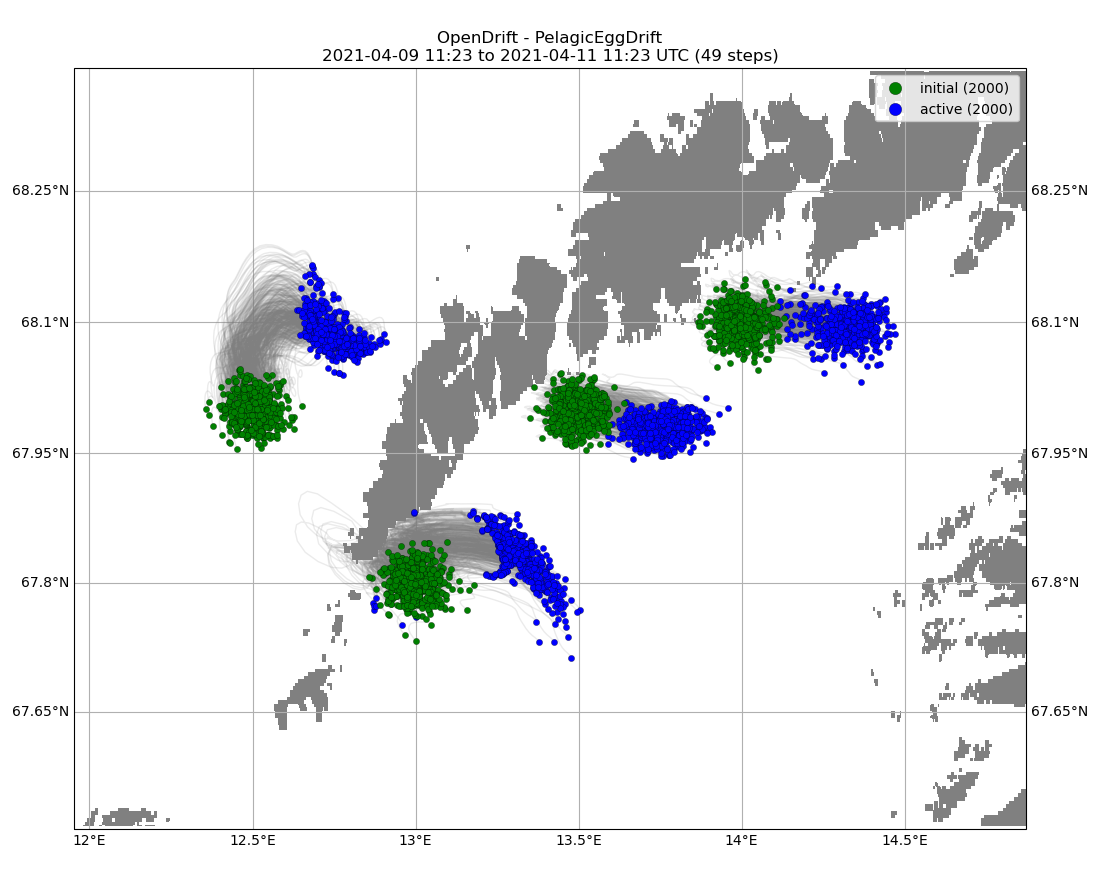 OpenDrift - PelagicEggDrift
2021-04-09 11:23 to 2021-04-11 11:23 UTC (49 steps)
initial (2000)
active (2000)
68.25°N
68.25°N
68.1°N
68.1°N
67.95°N
67.95°N
67.8°N
67.8°N
67.65°N
67.65°N
12°E
12.5°E
13°E
13.5°E
14°E
14.5°E